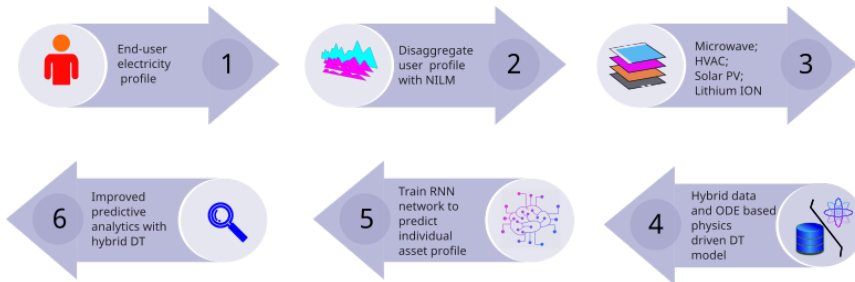 End-user
electricity
profile
1
Disaggregate
user profile
with NILM
2
Microwave;
HVAC;
Solar PV;
Lithium ION
3
6
Improved
predictive
analytics with
hybrid DT
5
Train RNN
network to
predict
individual
asset profile
4
Hybrid data
and ODE based
physics
driven DT
model